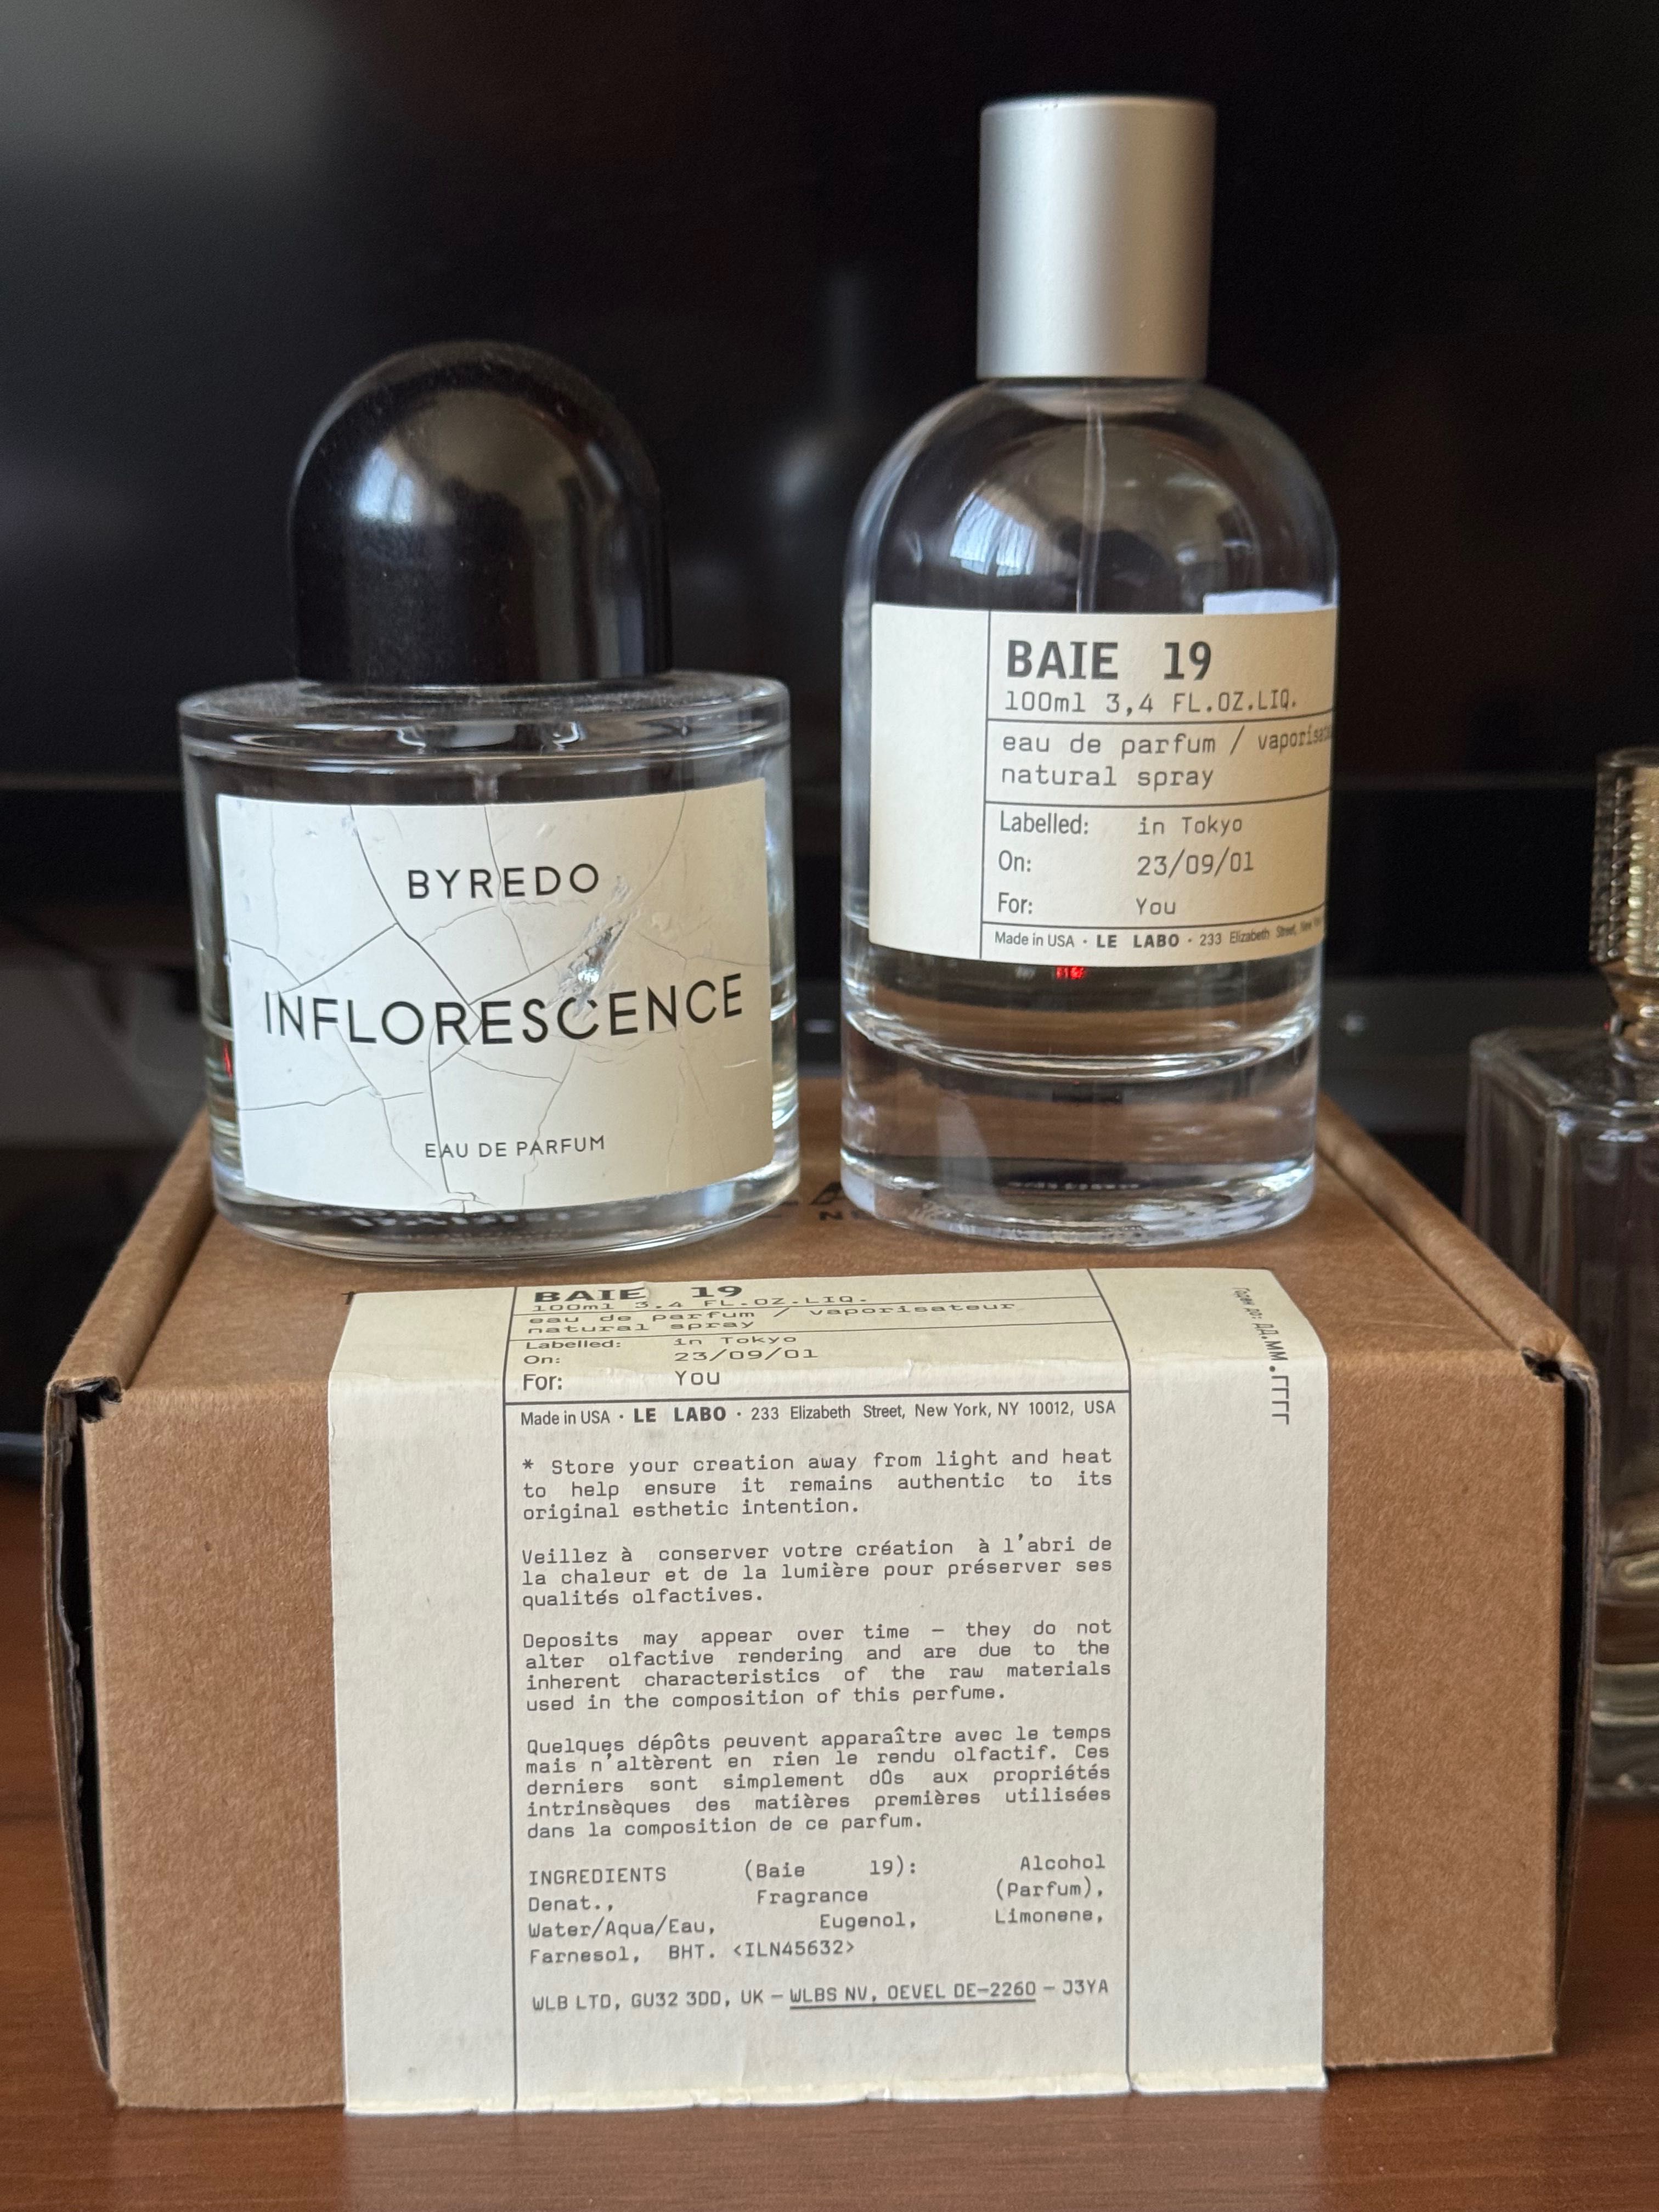 BYREDO
INFLORESCENCE
EAU DE PARFUM
BAIE 19
100ml 3,4 FL.OZ.LIQ.
eau de parfum / vaporisat
natural spray
Labelled: in Tokyo
On: 23/09/01
For: You
Made in USA · LE LABO · 233 Elizabeth Street, New
BAIE 19
100ml 3,4 FL.OZ.LIQ.
eau de parfum / vaporisateur
natural spray
Labelled: in Tokyo
On: 23/09/01
For: You
Made in USA · LE LABO · 233 Elizabeth Street, New York, NY 10012, USA
* Store your creation away from light and heat
to help ensure it remains authentic to its
original esthetic intention.
Veillez à conserver votre création à l'abri de
la chaleur et de la lumière pour préserver ses
qualités olfactives.
Deposits may appear over time – they do not
alter olfactive rendering and are due to the
inherent characteristics of the raw materials
used in the composition of this perfume.
Quelques dépôts peuvent apparaître avec le temps
mais n'altèrent en rien le rendu olfactif. Ces
derniers sont simplement dûs aux propriétés
intrinsèques des matières premières utilisées
dans la composition de ce parfum.
INGREDIENTS (Baie 19): Alcohol
Denat., Fragrance (Parfum),
Water/Aqua/Eau, Eugenol, Limonene,
Farnesol, BHT. <ILN45632>
WLB LTD, GU32 3DD, UK – WLBS NV, OEVEL DE-2260 – J3YA
Годен до: ДД.ММ.ГГГГ